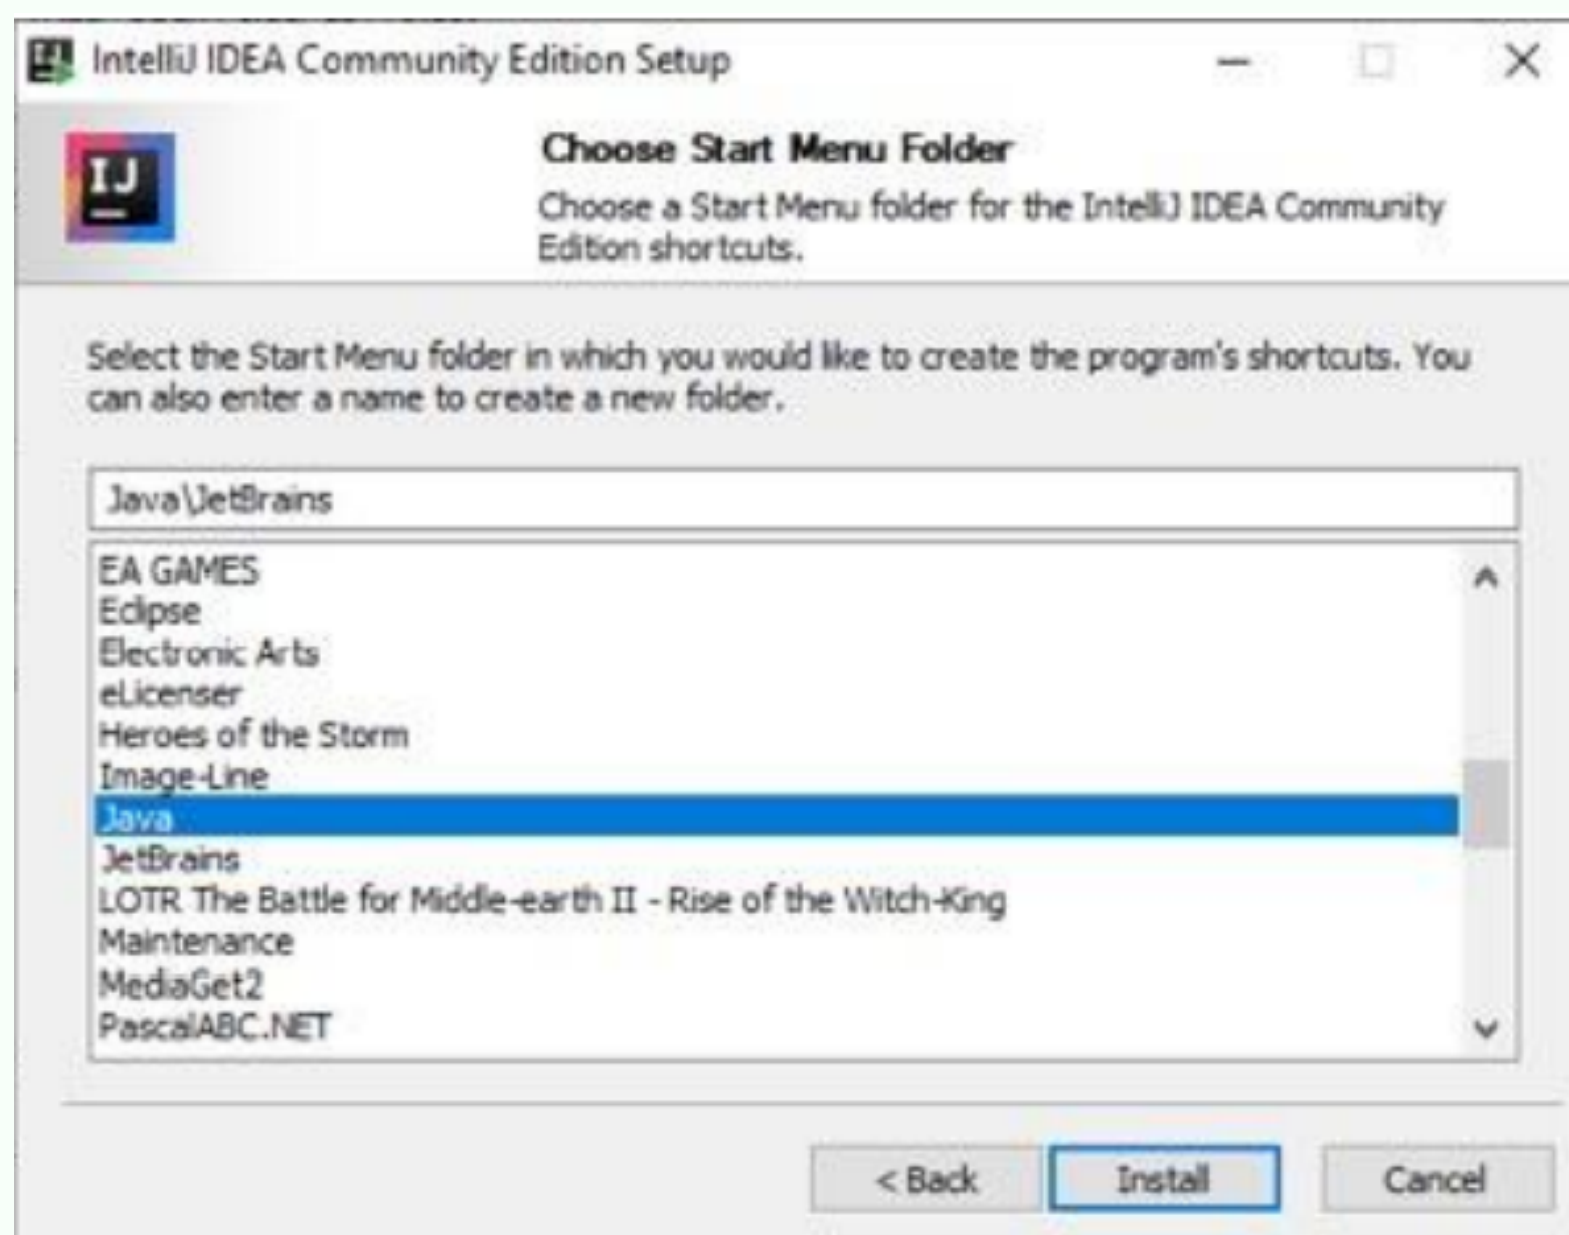 IntelliJ IDEA Community Edition Setup
IJ
Choose Start Menu Folder
Choose a Start Menu folder for the IntelliJ IDEA Community
Edition shortcuts.
Select the Start Menu folder in which you would like to create the program's shortcuts. You
can also enter a name to create a new folder.
Java\JetBrains
EA GAMES
Eclipse
Electronic Arts
eLicenser
Heroes of the Storm
Image-Line
Java
JetBrains
LOTR The Battle for Middle-earth II - Rise of the Witch-King
Maintenance
MediaGet2
PascalABC.NET
< Back Install Cancel